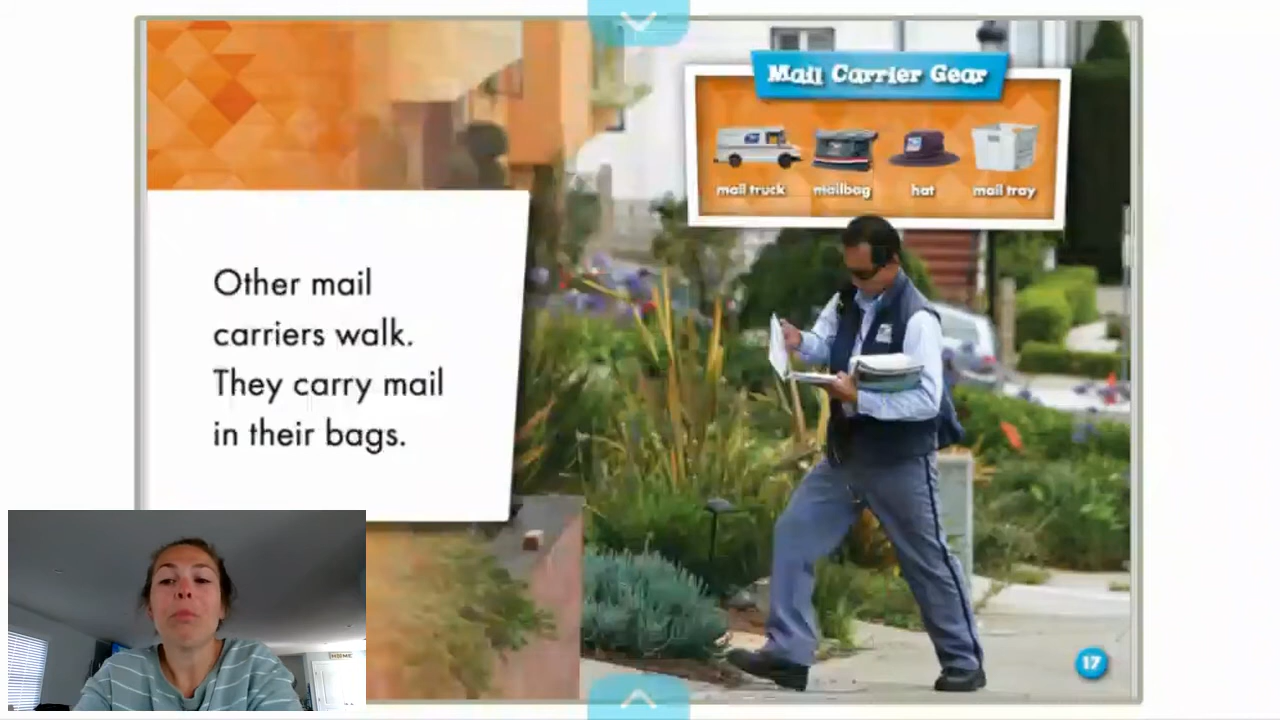 Mail Carrier Gear
mail truck mailbag hat mail tray
Other mail
carriers walk.
They carry mail
in their bags.
17
HOME